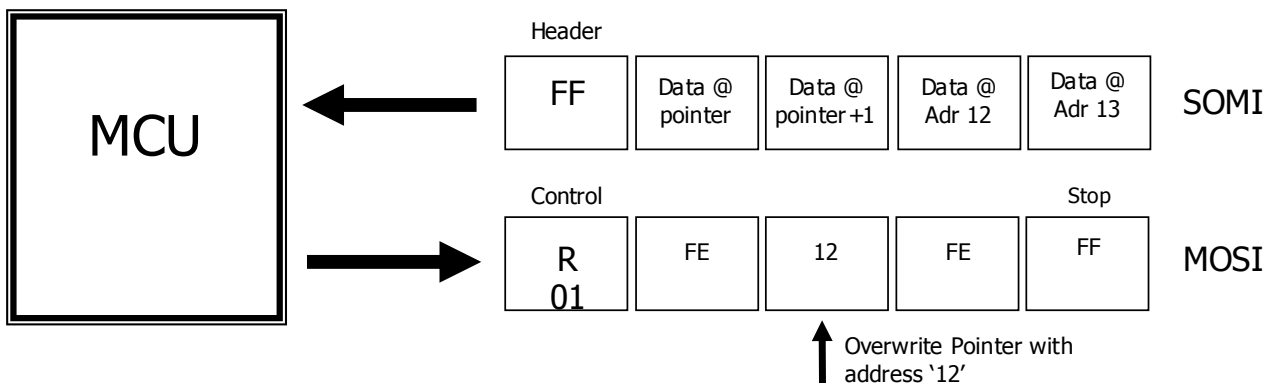 MCU
Header
FF
Data @
pointer
Data @
pointer+1
Data @
Adr 12
Data @
Adr 13
SOMI
Control
Stop
R
01
FE
12
FE
FF
MOSI
Overwrite Pointer with
address ‘12’